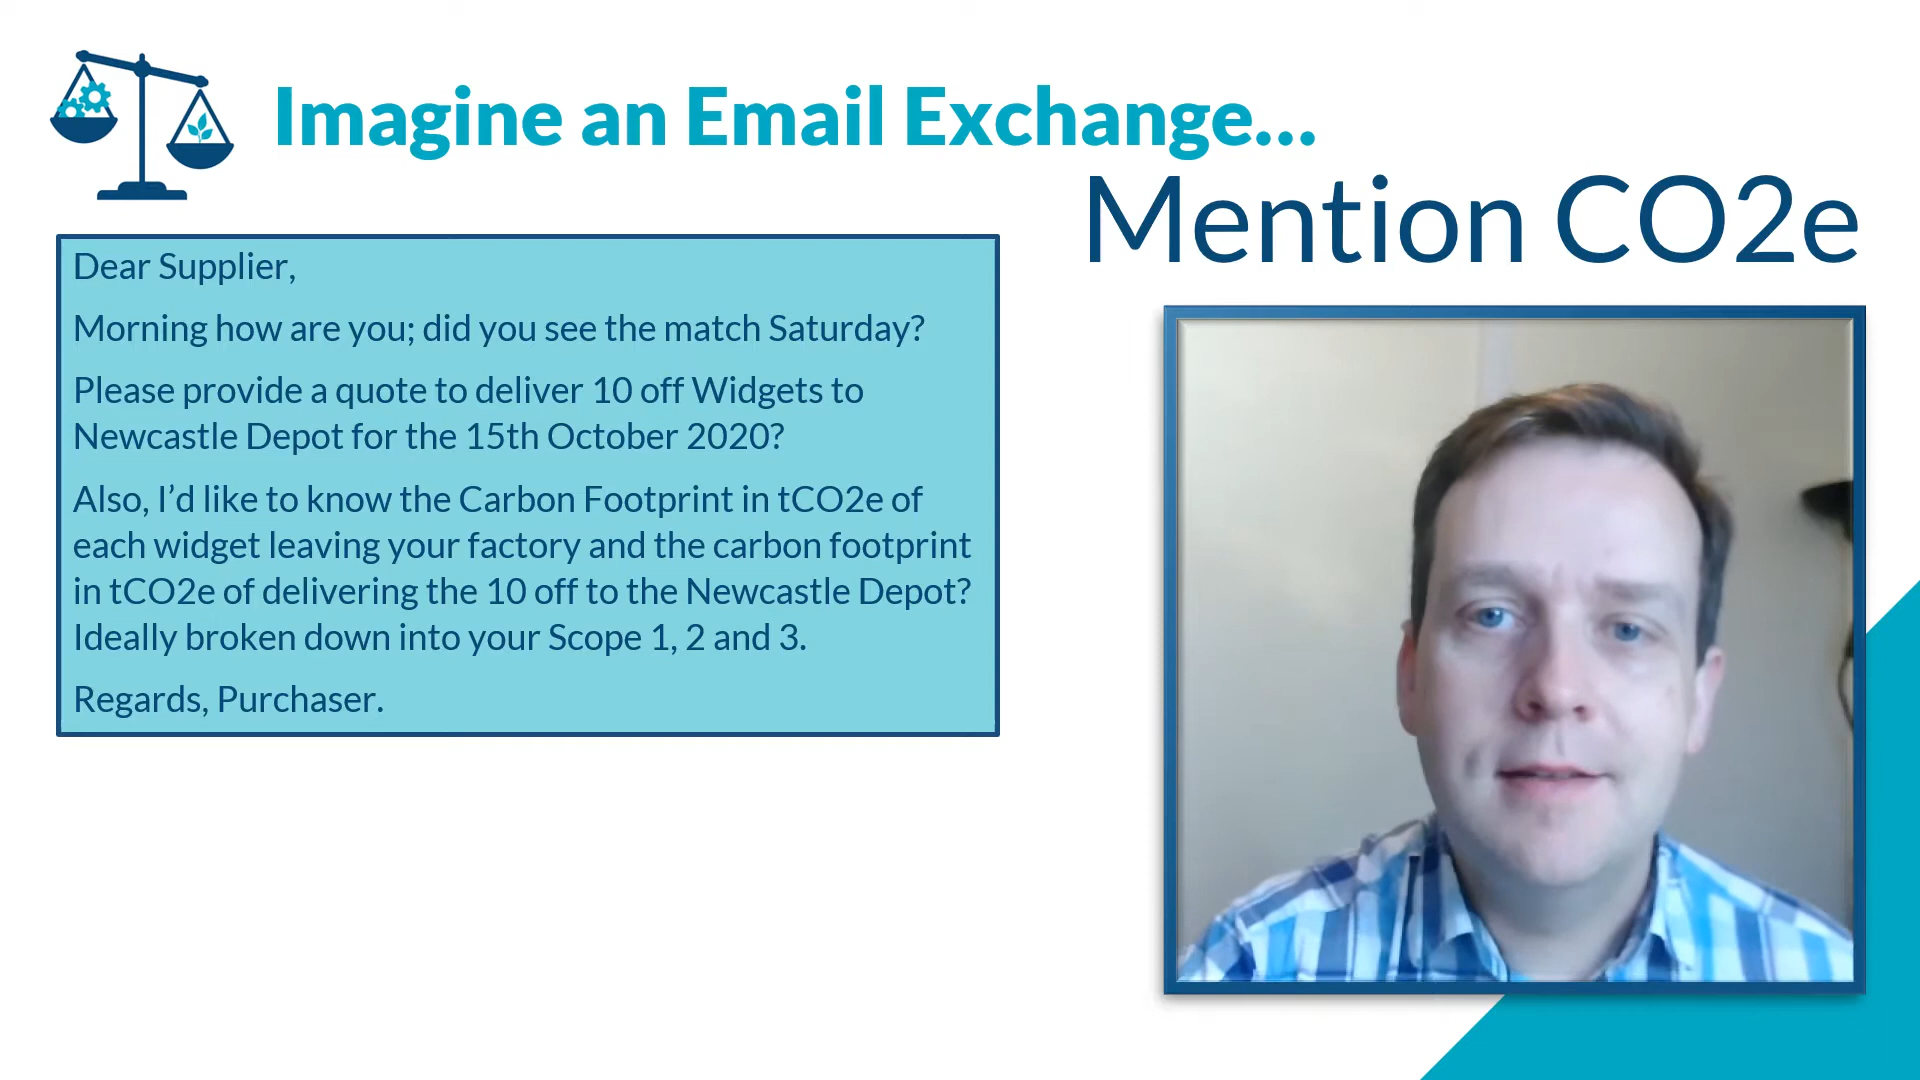 Imagine an Email Exchange...
Mention CO2e
Dear Supplier,
Morning how are you; did you see the match Saturday?
Please provide a quote to deliver 10 off Widgets to
Newcastle Depot for the 15th October 2020?
Also, I’d like to know the Carbon Footprint in tCO2e of
each widget leaving your factory and the carbon footprint
in tCO2e of delivering the 10 off to the Newcastle Depot?
Ideally broken down into your Scope 1, 2 and 3.
Regards, Purchaser.